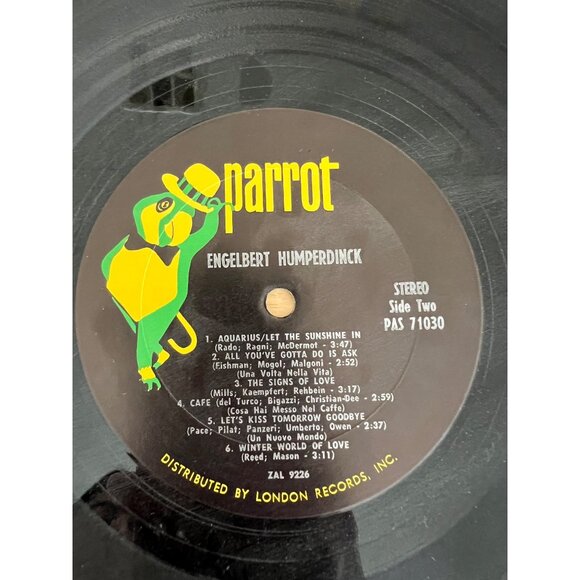 parrot
ENGELBERT HUMPERDINCK
STEREO
Side Two
PAS 71030
1. AQUARIUS/LET THE SUNSHINE IN
(Rado; Ragni; McDermot - 3:47)
2. ALL YOU'VE GOTTA DO IS ASK
(Fishman; Mogol; Malgoni - 2:52)
(Una Volta Nella Vita)
3. THE SIGNS OF LOVE
(Mills; Kaempfert; Rehbein - 3:17)
4. CAFE (del Turco; Bigazzi; Christian-Dee - 2:59)
(Cosa Hai Messo Nel Caffe)
5. LET'S KISS TOMORROW GOODBYE
(Pace; Pilat; Panzeri; Umberto; Owen - 2:37)
(Un Nuovo Mondo)
6. WINTER WORLD OF LOVE
(Reed; Mason - 3:11)
ZAL 9226
DISTRIBUTED BY LONDON RECORDS, INC.